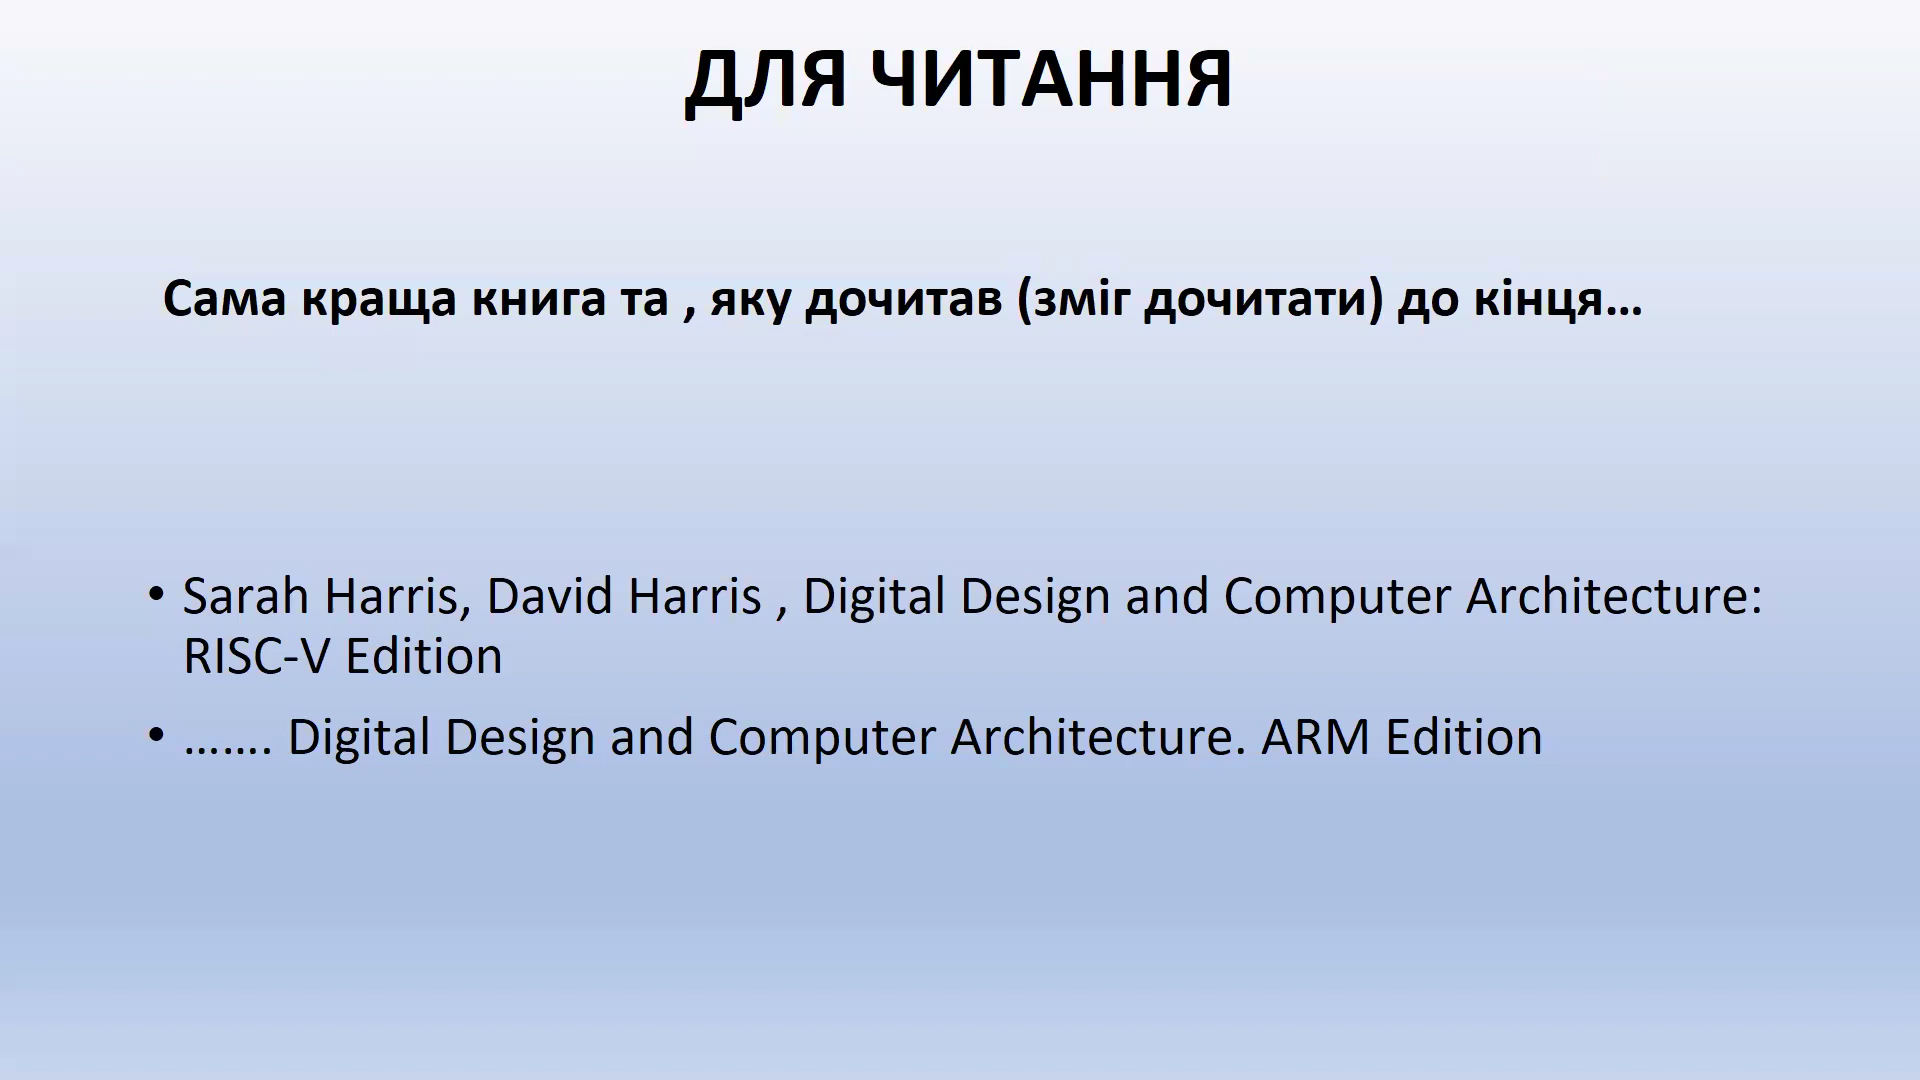 ДЛЯ ЧИТАННЯ
Сама краща книга та , яку дочитав (зміг дочитати) до кінця…
• Sarah Harris, David Harris , Digital Design and Computer Architecture:
RISC-V Edition
• ……. Digital Design and Computer Architecture. ARM Edition